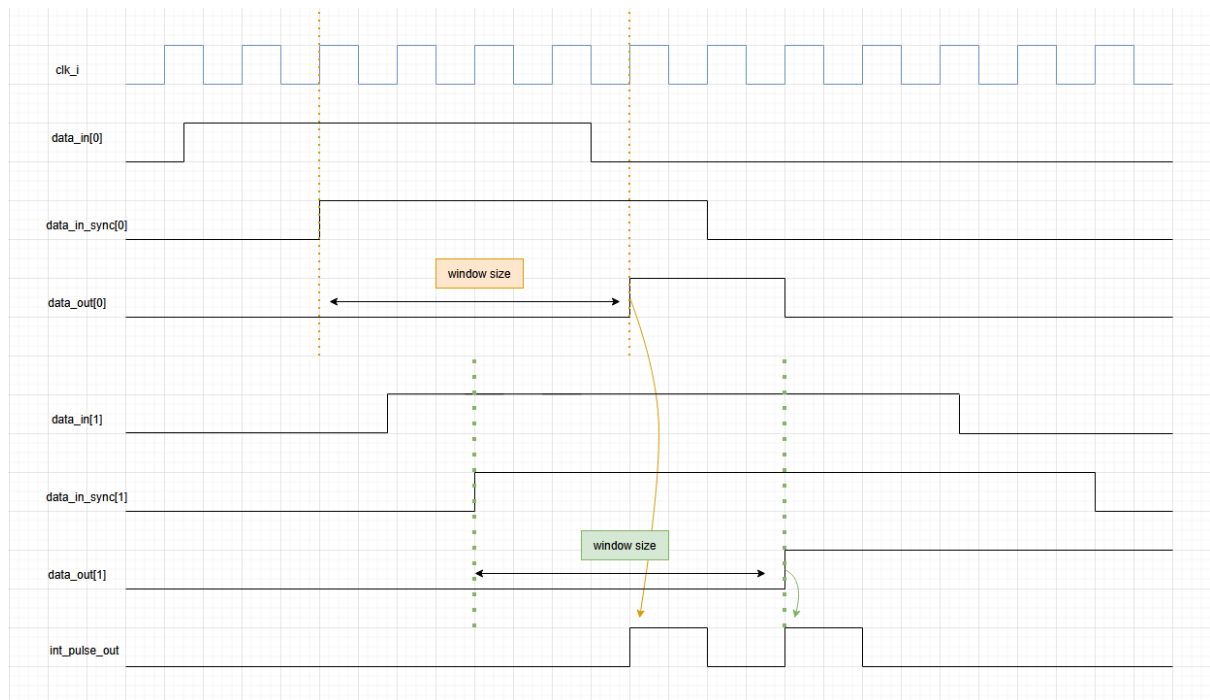 clk_i
data_in[0]
data_in_sync[0]
window size
data_out[0]
data_in[1]
data_in_sync[1]
window size
data_out[1]
int_pulse_out